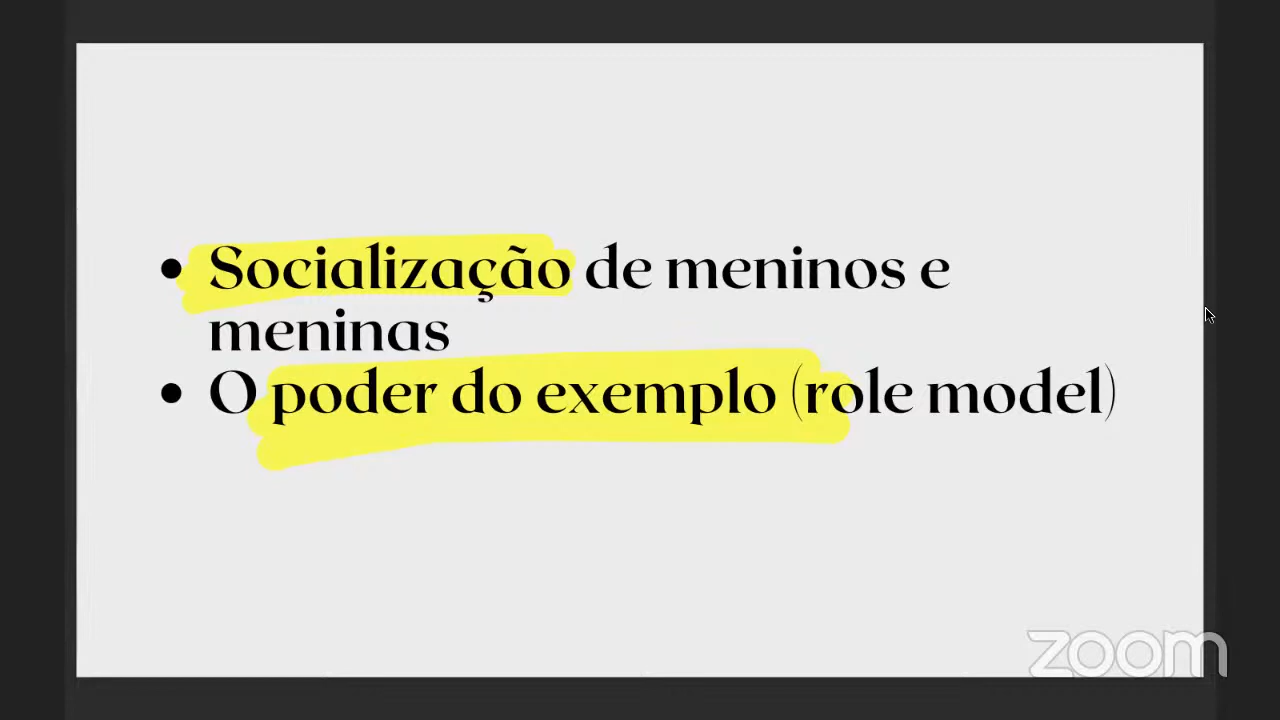 • Socialização de meninos e
meninas
• O poder do exemplo (role model)
zoom